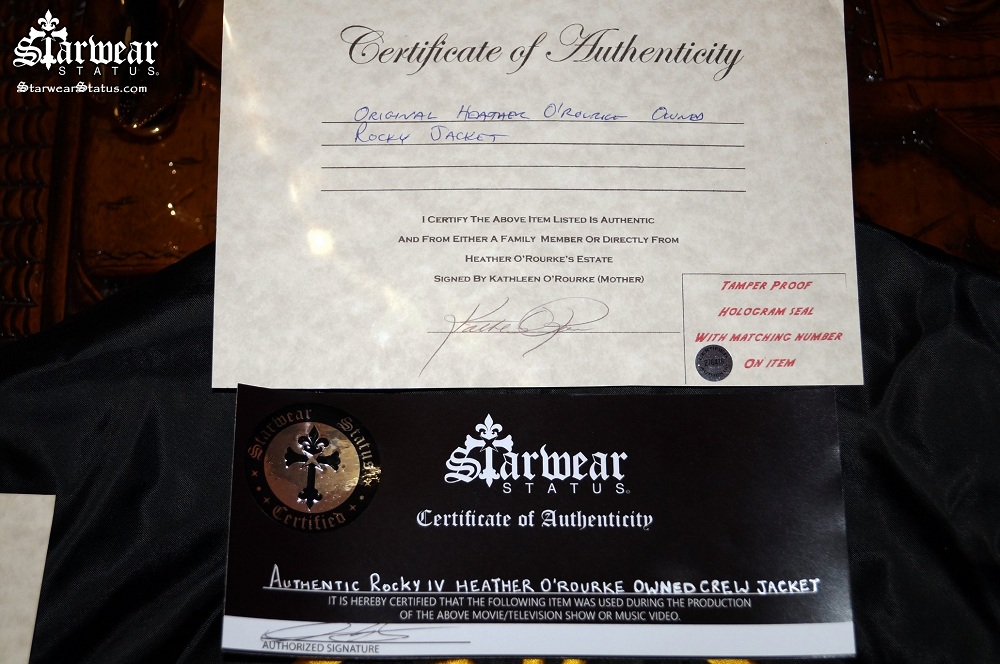 Starwear
STATUS
StarwearStatus.com
Certificate of Authenticity
ORIGINAL HEATHER O'ROURKE OWNED
ROCKY JACKET
I CERTIFY THE ABOVE ITEM LISTED IS AUTHENTIC
AND FROM EITHER A FAMILY MEMBER OR DIRECTLY FROM
HEATHER O'ROURKE'S ESTATE
SIGNED BY KATHLEEN O'ROURKE (MOTHER)
TAMPER PROOF
HOLOGRAM SEAL
WITH MATCHING NUMBER
ON ITEM
Starwear Status
Certified
Starwear
STATUS
Certificate of Authenticity
AUTHENTIC ROCKY IV HEATHER O'ROURKE OWNED CREW JACKET
IT IS HEREBY CERTIFIED THAT THE FOLLOWING ITEM WAS USED DURING THE PRODUCTION
OF THE ABOVE MOVIE/TELEVISION SHOW OR MUSIC VIDEO.
AUTHORIZED SIGNATURE